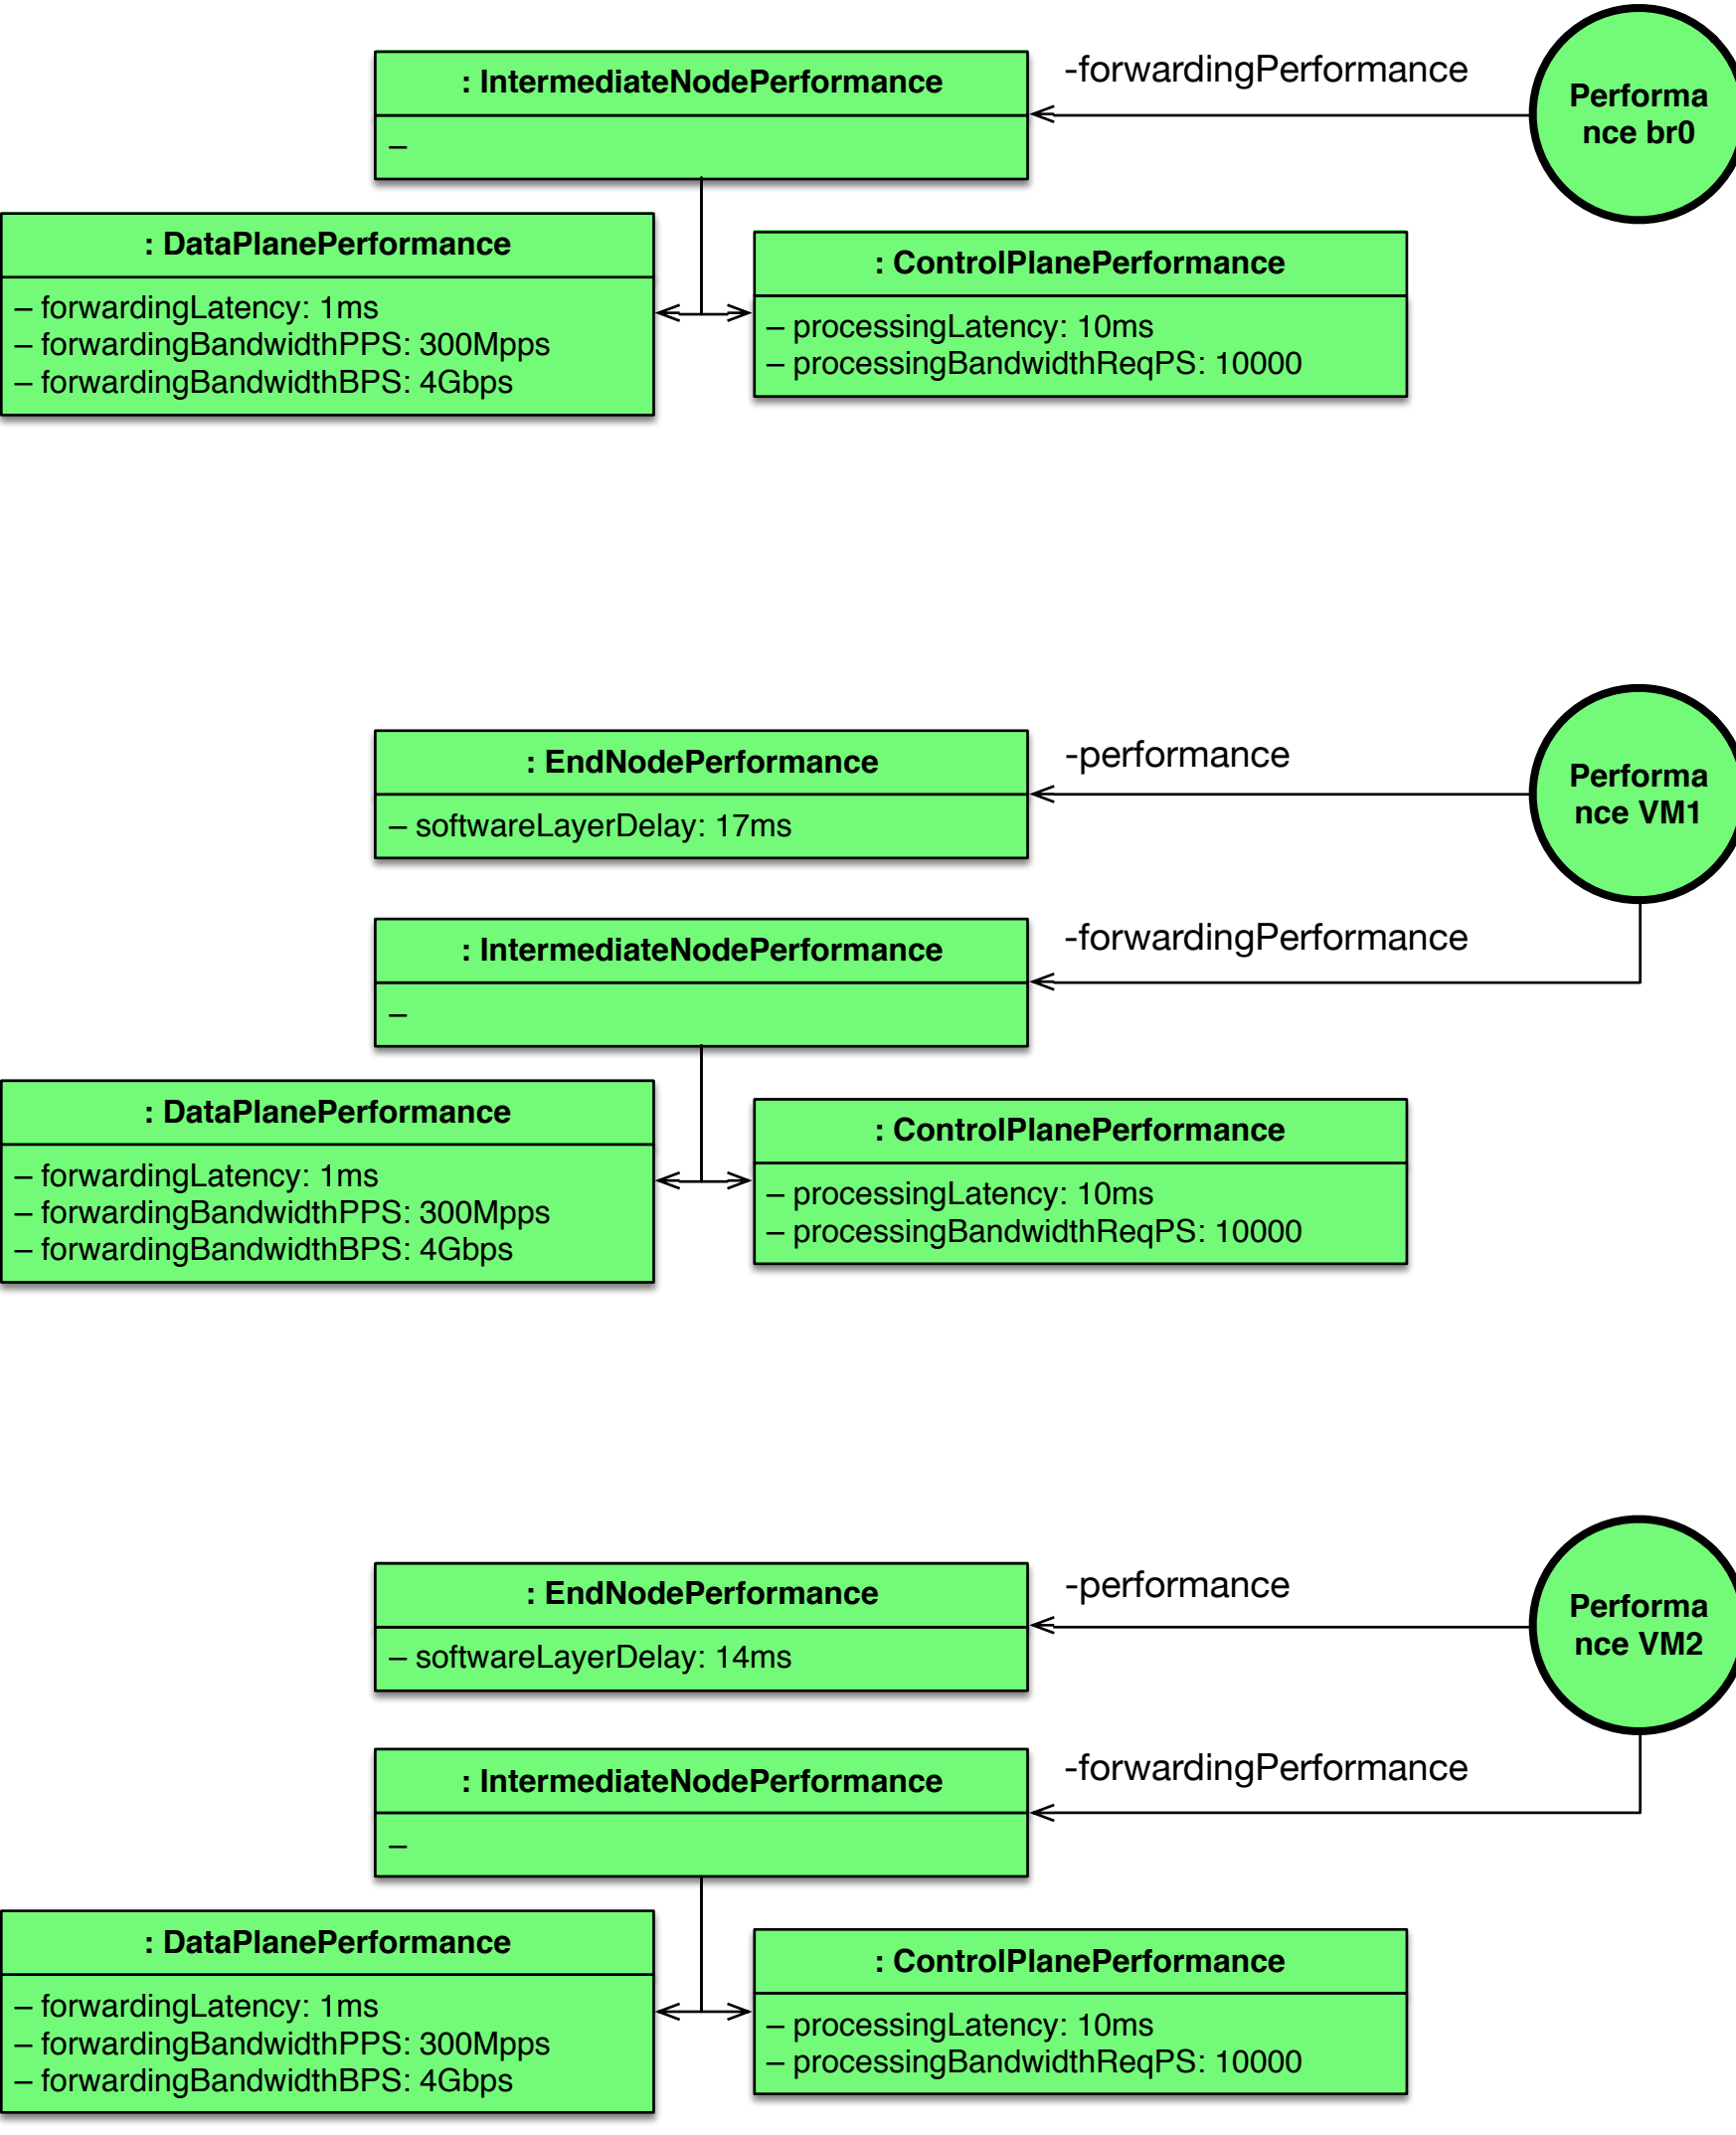 : IntermediateNodePerformance
–
-forwardingPerformance
Performa
nce br0
: DataPlanePerformance
– forwardingLatency: 1ms
– forwardingBandwidthPPS: 300Mpps
– forwardingBandwidthBPS: 4Gbps
: ControlPlanePerformance
– processingLatency: 10ms
– processingBandwidthReqPS: 10000
: EndNodePerformance
– softwareLayerDelay: 17ms
-performance
Performa
nce VM1
: IntermediateNodePerformance
–
-forwardingPerformance
: DataPlanePerformance
– forwardingLatency: 1ms
– forwardingBandwidthPPS: 300Mpps
– forwardingBandwidthBPS: 4Gbps
: ControlPlanePerformance
– processingLatency: 10ms
– processingBandwidthReqPS: 10000
: EndNodePerformance
– softwareLayerDelay: 14ms
-performance
Performa
nce VM2
: IntermediateNodePerformance
–
-forwardingPerformance
: DataPlanePerformance
– forwardingLatency: 1ms
– forwardingBandwidthPPS: 300Mpps
– forwardingBandwidthBPS: 4Gbps
: ControlPlanePerformance
– processingLatency: 10ms
– processingBandwidthReqPS: 10000